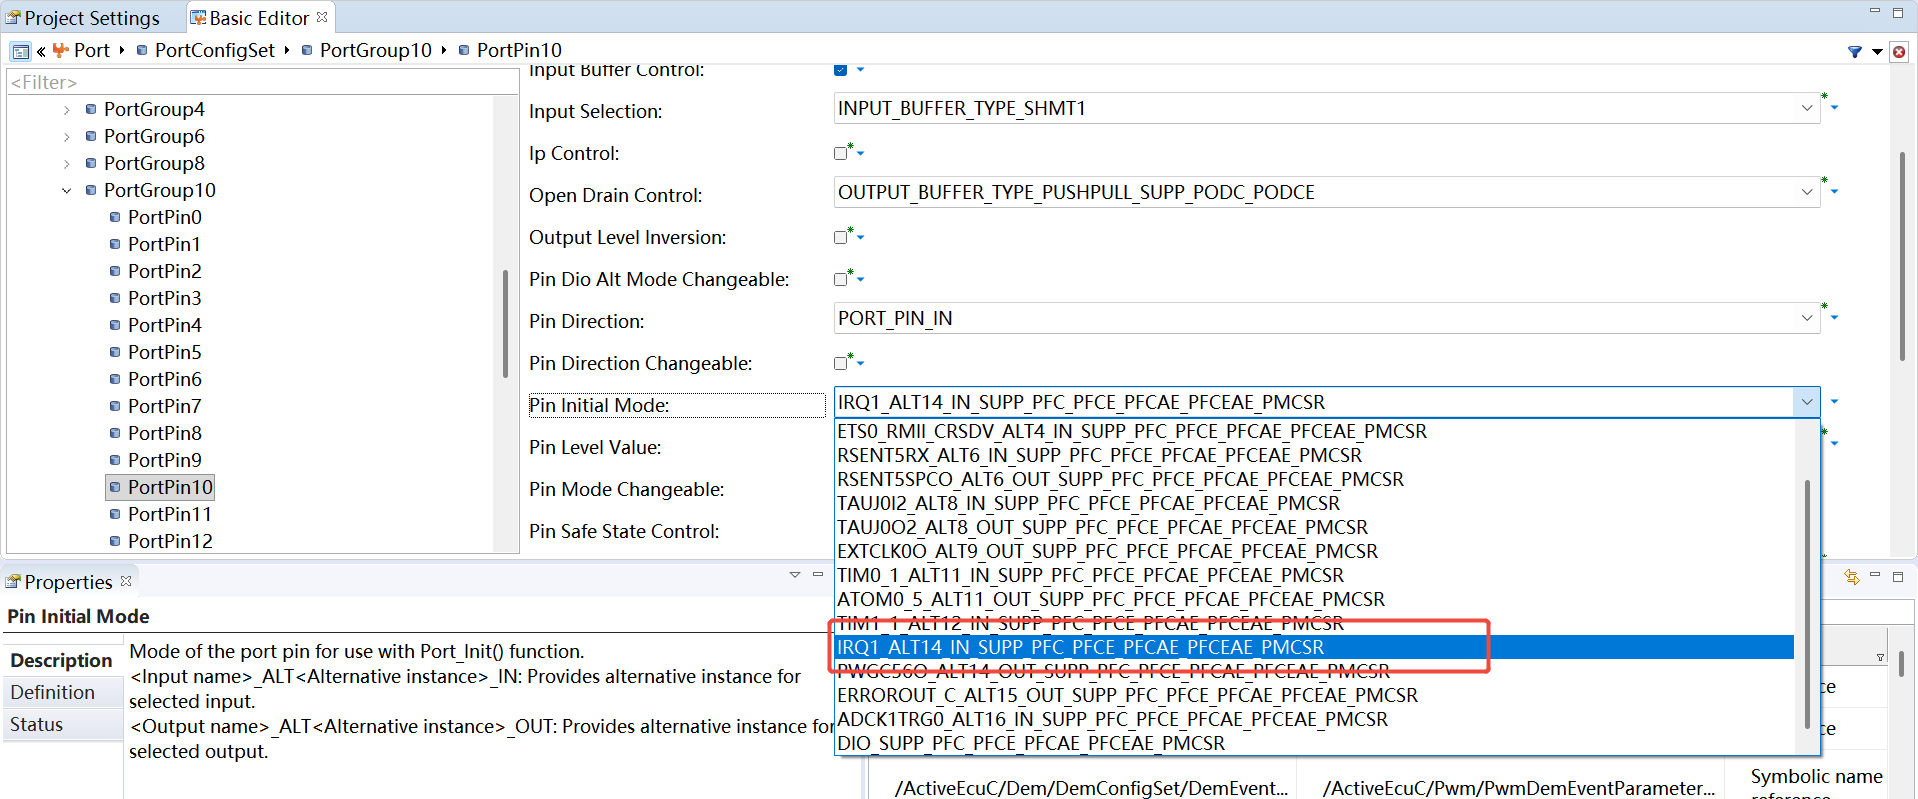 Project Settings
Basic Editor
« Port PortConfigSet PortGroup10 PortPin10
<Filter>
PortGroup4
PortGroup6
PortGroup8
PortGroup10
PortPin0
PortPin1
PortPin2
PortPin3
PortPin4
PortPin5
PortPin6
PortPin7
PortPin8
PortPin9
PortPin10
PortPin11
PortPin12
Input Buffer Control:
Input Selection: INPUT_BUFFER_TYPE_SHMT1
Ip Control:
Open Drain Control: OUTPUT_BUFFER_TYPE_PUSHPULL_SUPP_PODC_PODCE
Output Level Inversion:
Pin Dio Alt Mode Changeable:
Pin Direction: PORT_PIN_IN
Pin Direction Changeable:
Pin Initial Mode: IRQ1_ALT14_IN_SUPP_PFC_PFCE_PFCAE_PFCEAE_PMCSR
Pin Level Value:
Pin Mode Changeable:
Pin Safe State Control:
ETS0_RMII_CRSDV_ALT4_IN_SUPP_PFC_PFCE_PFCAE_PFCEAE_PMCSR
RSENT5RX_ALT6_IN_SUPP_PFC_PFCE_PFCAE_PFCEAE_PMCSR
RSENT5SPCO_ALT6_OUT_SUPP_PFC_PFCE_PFCAE_PFCEAE_PMCSR
TAUJ0I2_ALT8_IN_SUPP_PFC_PFCE_PFCAE_PFCEAE_PMCSR
TAUJ0O2_ALT8_OUT_SUPP_PFC_PFCE_PFCAE_PFCEAE_PMCSR
EXTCLK0O_ALT9_OUT_SUPP_PFC_PFCE_PFCAE_PFCEAE_PMCSR
TIM0_1_ALT11_IN_SUPP_PFC_PFCE_PFCAE_PFCEAE_PMCSR
ATOM0_5_ALT11_OUT_SUPP_PFC_PFCE_PFCAE_PFCEAE_PMCSR
TIM1_1_ALT12_IN_SUPP_PFC_PFCE_PFCAE_PFCEAE_PMCSR
IRQ1_ALT14_IN_SUPP_PFC_PFCE_PFCAE_PFCEAE_PMCSR
PWGC56O_ALT14_OUT_SUPP_PFC_PFCE_PFCAE_PFCEAE_PMCSR
ERROROUT_C_ALT15_OUT_SUPP_PFC_PFCE_PFCAE_PFCEAE_PMCSR
ADCK1TRG0_ALT16_IN_SUPP_PFC_PFCE_PFCAE_PFCEAE_PMCSR
DIO_SUPP_PFC_PFCE_PFCAE_PFCEAE_PMCSR
Properties
Pin Initial Mode
Description
Definition
Status
Mode of the port pin for use with Port_Init() function.
<Input name>_ALT<Alternative instance>_IN: Provides alternative instance for
selected input.
<Output name>_ALT<Alternative instance>_OUT: Provides alternative instance for
selected output.
ce
ce
/ActiveEcuC/Dem/DemConfigSet/DemEvent...
/ActiveEcuC/Pwm/PwmDemEventParameter...
Symbolic name